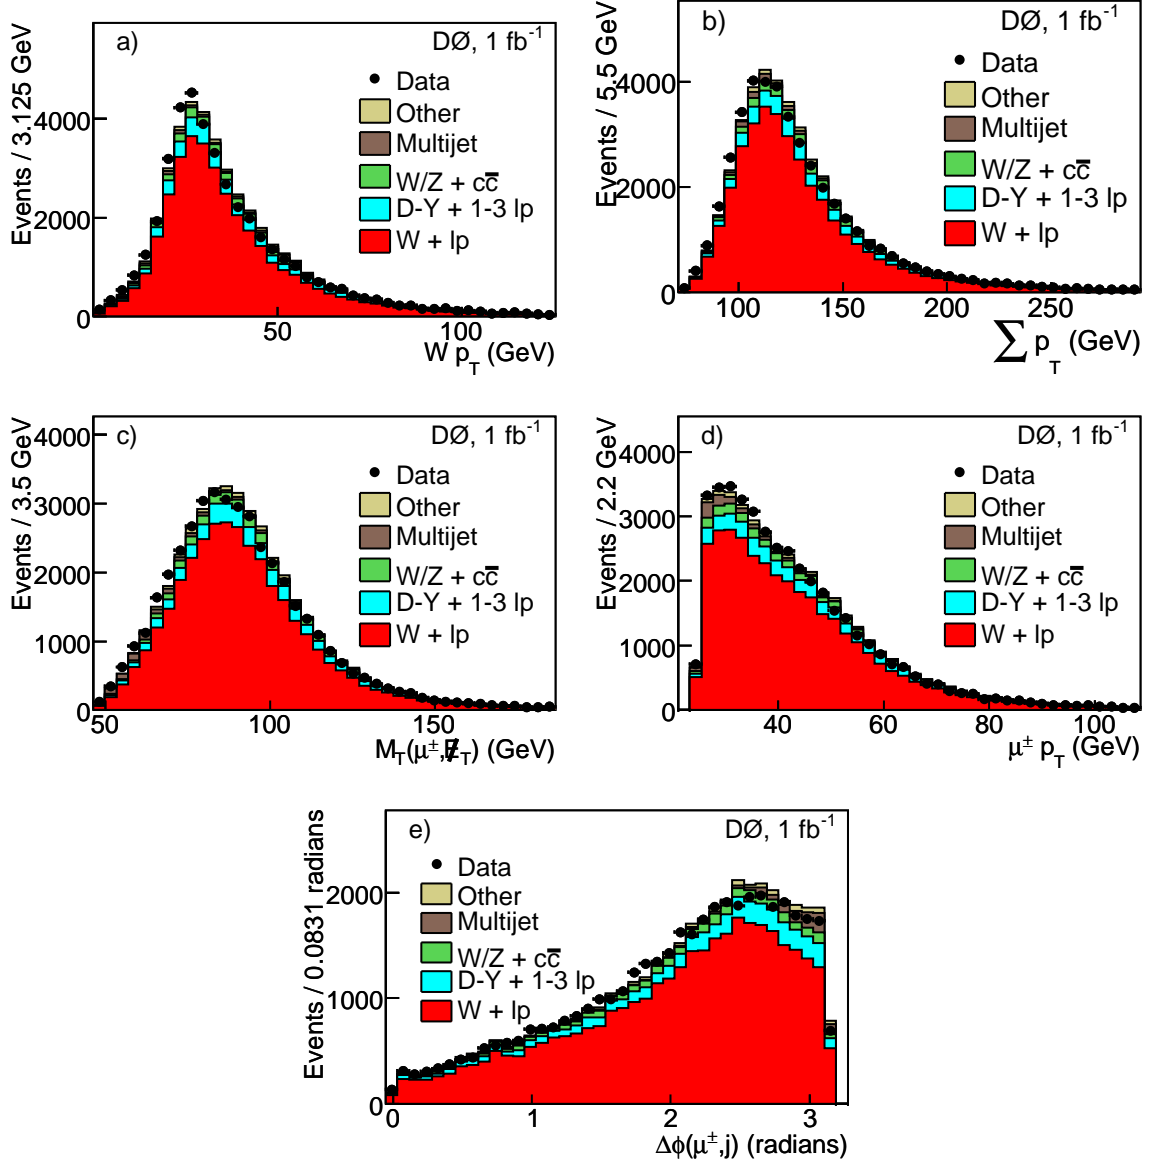 a)
DØ, 1 fb-1
Data
Other
Multijet
W/Z + cc̅
D-Y + 1-3 lp
W + lp
Events / 3.125 GeV
4000
2000
0
50
100
W pT (GeV)
b)
DØ, 1 fb-1
Data
Other
Multijet
W/Z + cc̅
D-Y + 1-3 lp
W + lp
Events / 5.5 GeV
4000
2000
0
100
150
200
250
∑ pT (GeV)
c)
DØ, 1 fb-1
Data
Other
Multijet
W/Z + cc̅
D-Y + 1-3 lp
W + lp
Events / 3.5 GeV
4000
3000
2000
1000
0
50
100
150
MT(μ±,E̸T) (GeV)
d)
DØ, 1 fb-1
Data
Other
Multijet
W/Z + cc̅
D-Y + 1-3 lp
W + lp
Events / 2.2 GeV
4000
3000
2000
1000
0
40
60
80
100
μ± pT (GeV)
e)
DØ, 1 fb-1
Data
Other
Multijet
W/Z + cc̅
D-Y + 1-3 lp
W + lp
Events / 0.0831 radians
2000
1000
0
0
1
2
3
Δϕ(μ±,j) (radians)